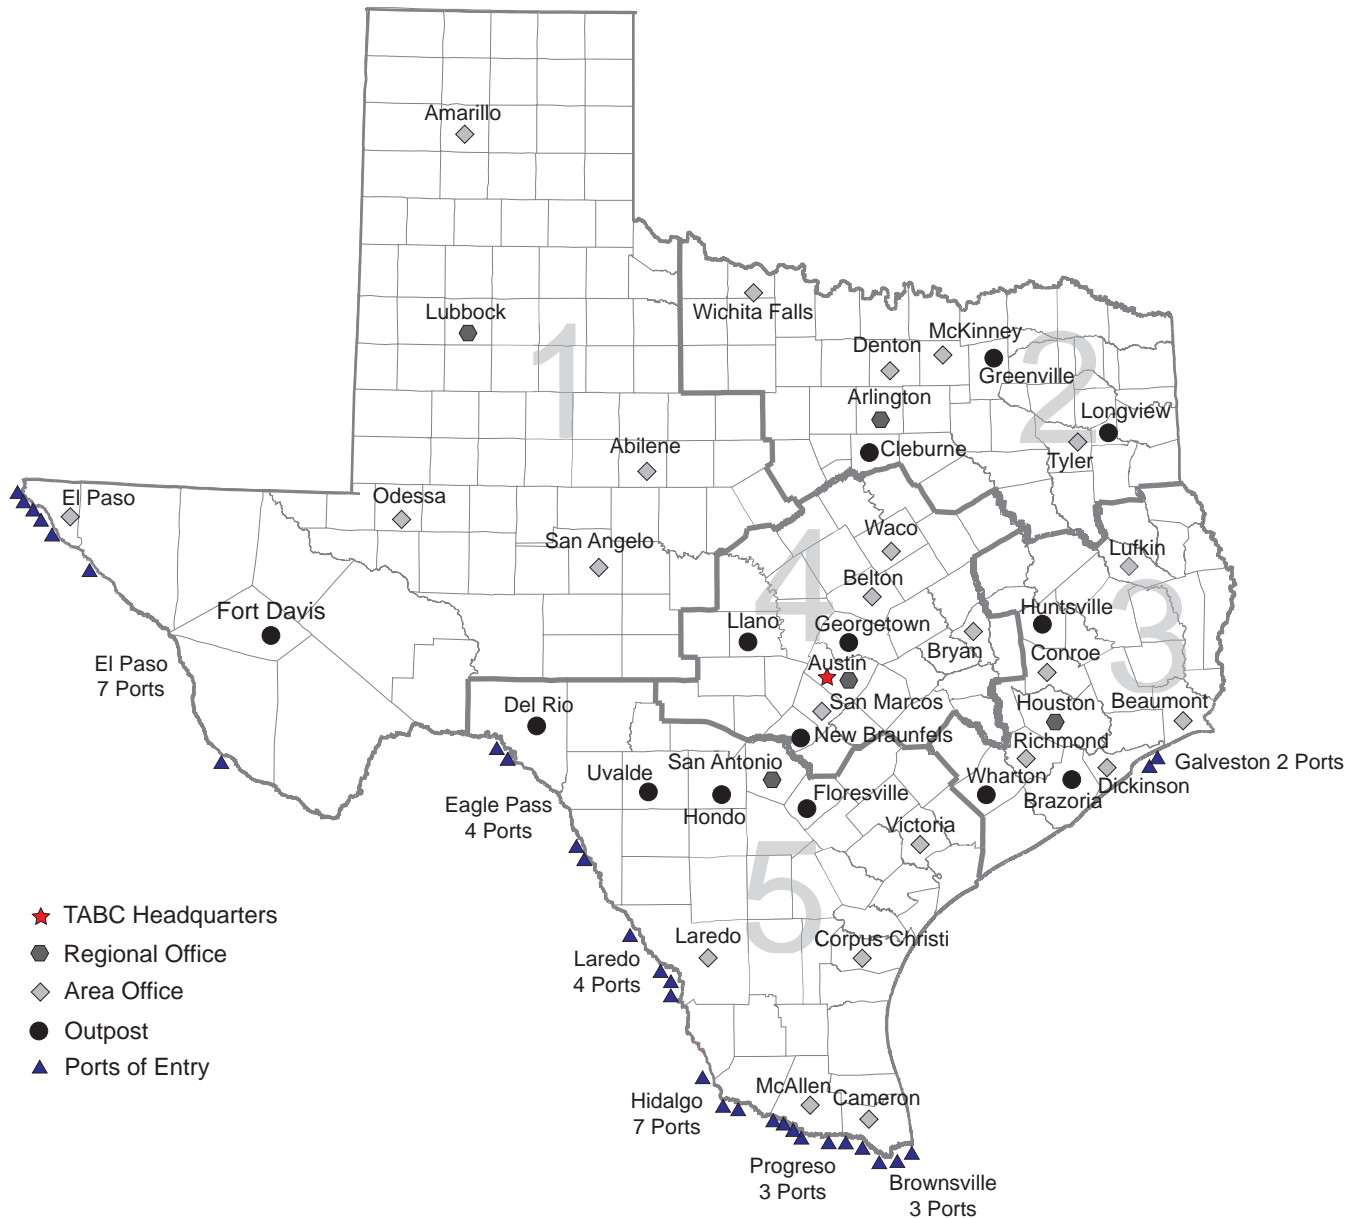 Amarillo
Lubbock
1
Wichita Falls
McKinney
Denton
2
Greenville
Arlington
Longview
Abilene
Cleburne
Tyler
El Paso
Odessa
Waco
San Angelo
4
Lufkin
Belton
3
Fort Davis
Llano
Georgetown
Huntsville
Bryan
Conroe
El Paso
7 Ports
Austin
Del Rio
San Marcos
Houston
Beaumont
New Braunfels
Richmond
San Antonio
Galveston 2 Ports
Uvalde
Wharton
Dickinson
Eagle Pass
4 Ports
Hondo
Floresville
Brazoria
Victoria
5
TABC Headquarters
Regional Office
Area Office
Outpost
Ports of Entry
Laredo
Corpus Christi
Laredo
4 Ports
McAllen
Cameron
Hidalgo
7 Ports
Progreso
3 Ports
Brownsville
3 Ports